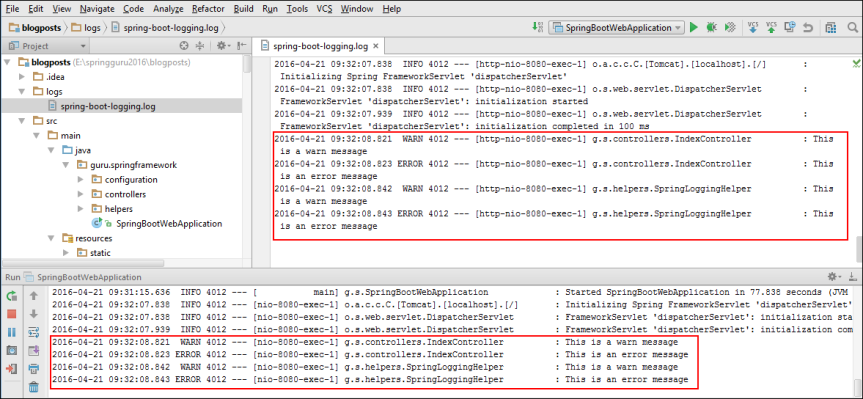 File Edit View Navigate Code Analyze Refactor Build Run Tools VCS Window Help
blogposts logs spring-boot-logging.log SpringBootWebApplication VCS VCS
Project
spring-boot-logging.log
blogposts (E:\springguru2016\blogposts)
.idea
logs
spring-boot-logging.log
src
main
java
guru.springframework
configuration
controllers
helpers
SpringBootWebApplication
resources
static
2016-04-21 09:32:07.838  INFO 4012 --- [http-nio-8080-exec-1] o.a.c.c.C.[Tomcat].[localhost].[/]       :
Initializing Spring FrameworkServlet 'dispatcherServlet'
2016-04-21 09:32:07.838  INFO 4012 --- [http-nio-8080-exec-1] o.s.web.servlet.DispatcherServlet        :
FrameworkServlet 'dispatcherServlet': initialization started
2016-04-21 09:32:07.939  INFO 4012 --- [http-nio-8080-exec-1] o.s.web.servlet.DispatcherServlet        :
FrameworkServlet 'dispatcherServlet': initialization completed in 100 ms
2016-04-21 09:32:08.821  WARN 4012 --- [http-nio-8080-exec-1] g.s.controllers.IndexController          : This
is a warn message
2016-04-21 09:32:08.823 ERROR 4012 --- [http-nio-8080-exec-1] g.s.controllers.IndexController          : This
is an error message
2016-04-21 09:32:08.842  WARN 4012 --- [http-nio-8080-exec-1] g.s.helpers.SpringLoggingHelper          : This
is a warn message
2016-04-21 09:32:08.843 ERROR 4012 --- [http-nio-8080-exec-1] g.s.helpers.SpringLoggingHelper          : This
is an error message
Run SpringBootWebApplication
2016-04-21 09:31:15.636  INFO 4012 --- [           main] g.s.SpringBootWebApplication             : Started SpringBootWebApplication in 77.838 seconds (JVM
2016-04-21 09:32:07.838  INFO 4012 --- [nio-8080-exec-1] o.a.c.c.C.[Tomcat].[localhost].[/]       : Initializing Spring FrameworkServlet 'dispatcherServlet'
2016-04-21 09:32:07.838  INFO 4012 --- [nio-8080-exec-1] o.s.web.servlet.DispatcherServlet        : FrameworkServlet 'dispatcherServlet': initialization sta
2016-04-21 09:32:07.939  INFO 4012 --- [nio-8080-exec-1] o.s.web.servlet.DispatcherServlet        : FrameworkServlet 'dispatcherServlet': initialization com
2016-04-21 09:32:08.821  WARN 4012 --- [nio-8080-exec-1] g.s.controllers.IndexController          : This is a warn message
2016-04-21 09:32:08.823 ERROR 4012 --- [nio-8080-exec-1] g.s.controllers.IndexController          : This is an error message
2016-04-21 09:32:08.842  WARN 4012 --- [nio-8080-exec-1] g.s.helpers.SpringLoggingHelper          : This is a warn message
2016-04-21 09:32:08.843 ERROR 4012 --- [nio-8080-exec-1] g.s.helpers.SpringLoggingHelper          : This is an error message